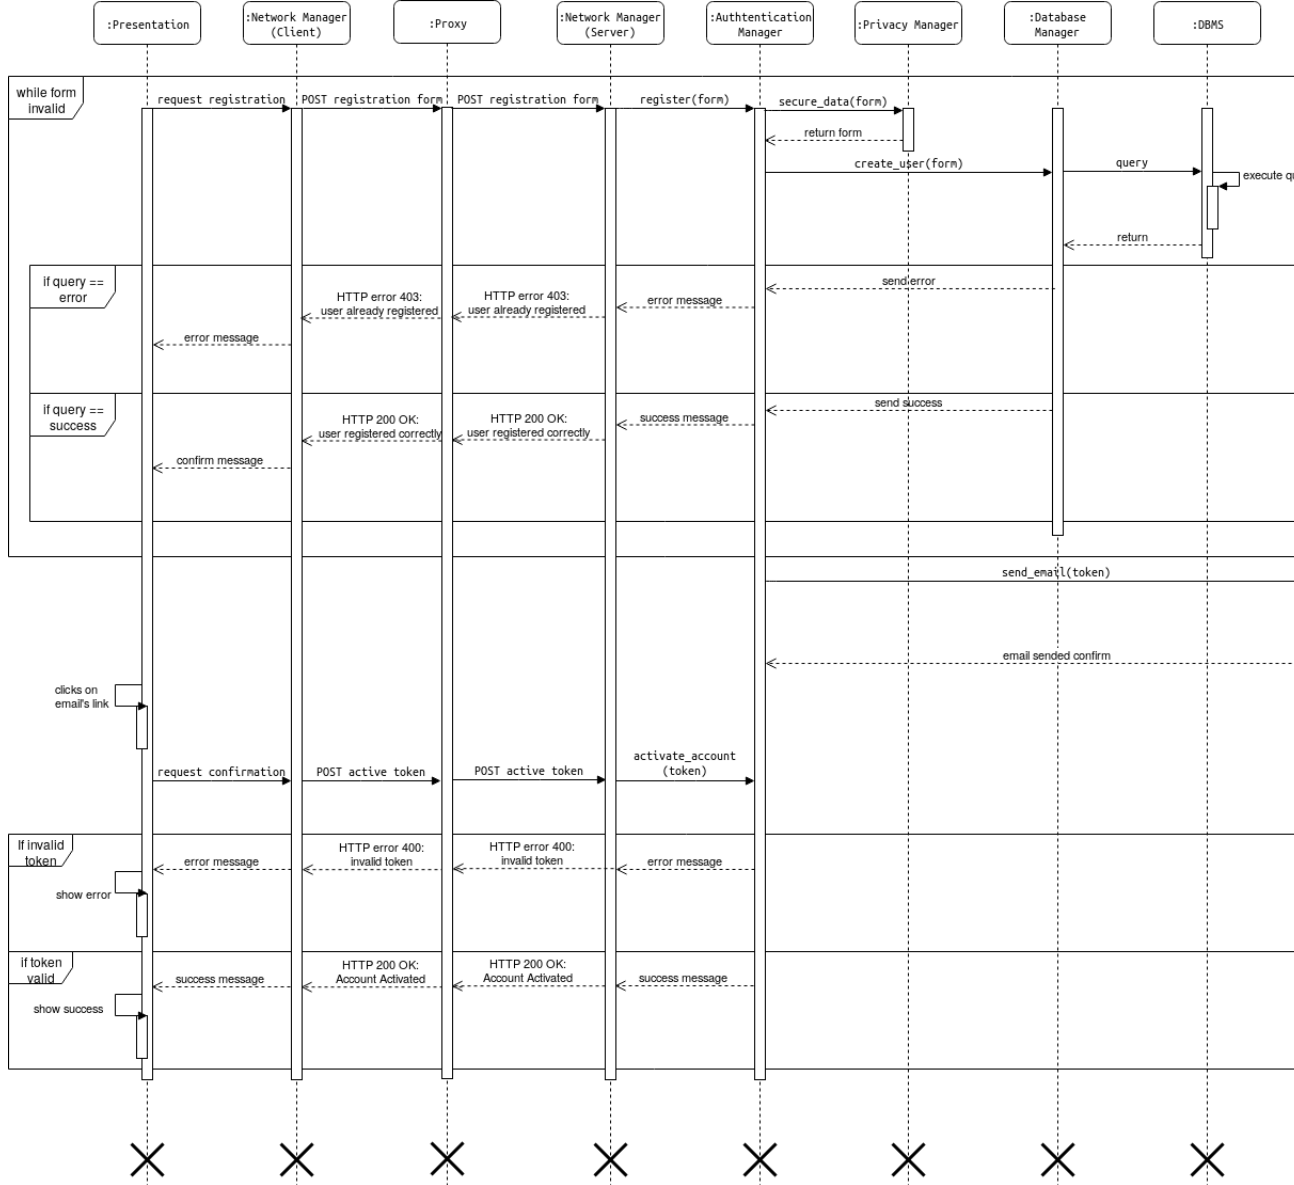 :Presentation
:Network Manager
(Client)
:Proxy
:Network Manager
(Server)
:Authtentication
Manager
:Privacy Manager
:Database
Manager
:DBMS
while form
invalid
request registration
POST registration form
POST registration form
register(form)
secure_data(form)
return form
create_user(form)
query
execute qu
return
if query ==
error
send error
error message
HTTP error 403:
user already registered
HTTP error 403:
user already registered
error message
if query ==
success
send success
success message
HTTP 200 OK:
user registered correctly
HTTP 200 OK:
user registered correctly
confirm message
send_email(token)
email sended confirm
clicks on
email's link
request confirmation
POST active token
POST active token
activate_account
(token)
If invalid
token
error message
HTTP error 400:
invalid token
HTTP error 400:
invalid token
error message
show error
if token
valid
success message
HTTP 200 OK:
Account Activated
HTTP 200 OK:
Account Activated
success message
show success